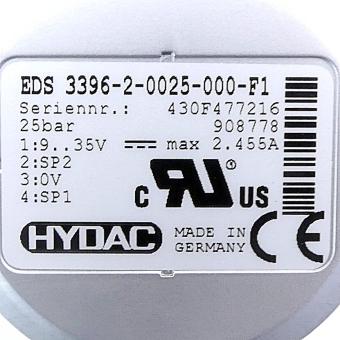 EDS 3396-2-0025-000-F1
Seriennr.: 430F477216
25bar 908778
1:9..35V max 2.455A
2:SP2
3:0V
4:SP1
C RU US
HYDAC
MADE IN
GERMANY
CE